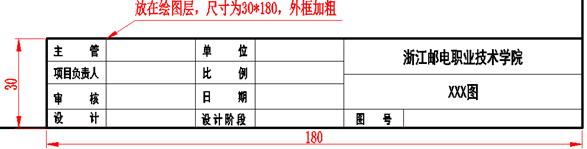 放在绘图层，尺寸为30*180，外框加粗
主 管 单 位 浙江邮电职业技术学院
项目负责人 比 例
审 核 日 期 XXX图
设 计 设计阶段 图 号
30
180